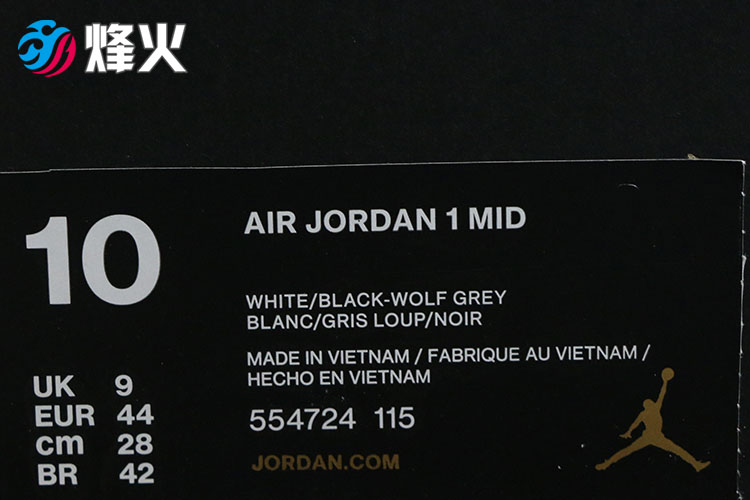 烽火
10
AIR JORDAN 1 MID
WHITE/BLACK-WOLF GREY
BLANC/GRIS LOUP/NOIR
MADE IN VIETNAM / FABRIQUE AU VIETNAM /
HECHO EN VIETNAM
UK 9
EUR 44
cm 28
BR 42
554724 115
JORDAN.COM